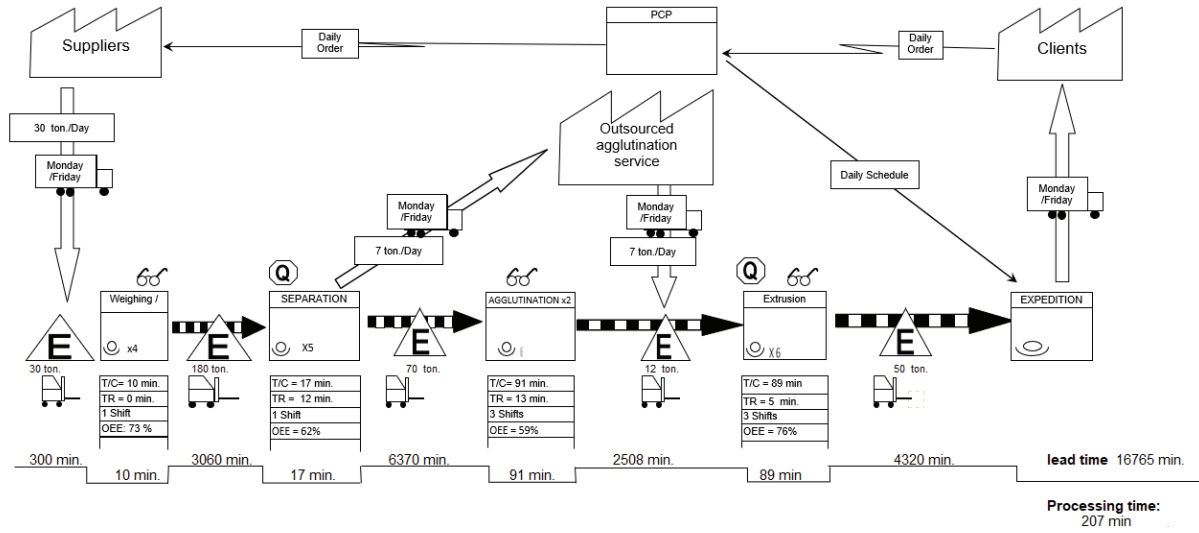 PCP
Suppliers
Daily
Order
Daily
Order
Clients
30 ton./Day
Outsourced
agglutination
service
Monday
/Friday
Daily Schedule
Monday
/Friday
Monday
/Friday
Monday
/Friday
7 ton./Day
7 ton./Day
Q
Q
Weighing /
SEPARATION
AGGLUTINATION x2
Extrusion
EXPEDITION
E
x4
E
X5
E
E
X6
E
30 ton.
180 ton.
70 ton.
12 ton.
50 ton.
T/C= 10 min.
TR = 0 min.
1 Shift
OEE: 73 %
T/C = 17 min.
TR = 12 min.
1 Shift
OEE = 62%
T/C= 91 min.
TR = 13 min.
3 Shifts
OEE = 59%
T/C = 89 min
TR = 5 min.
3 Shifts
OEE = 76%
300 min.
3060 min.
6370 min.
2508 min.
4320 min.
lead time 16765 min.
10 min.
17 min.
91 min.
89 min
Processing time:
207 min